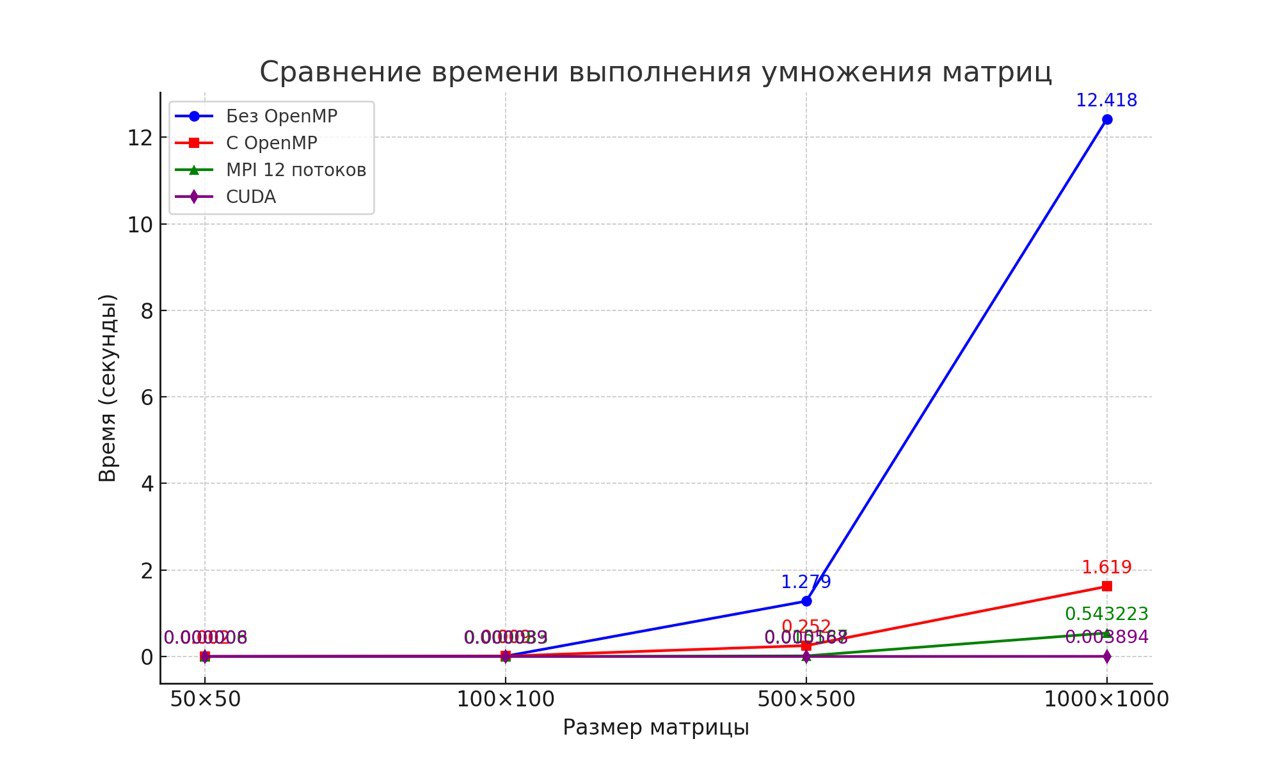 Сравнение времени выполнения умножения матриц
Без OpenMP
С OpenMP
MPI 12 потоков
CUDA
Время (секунды)
12
10
8
6
4
2
0
12.418
1.279
1.619
0.252
0.543223
50×50
100×100
500×500
1000×1000
Размер матрицы